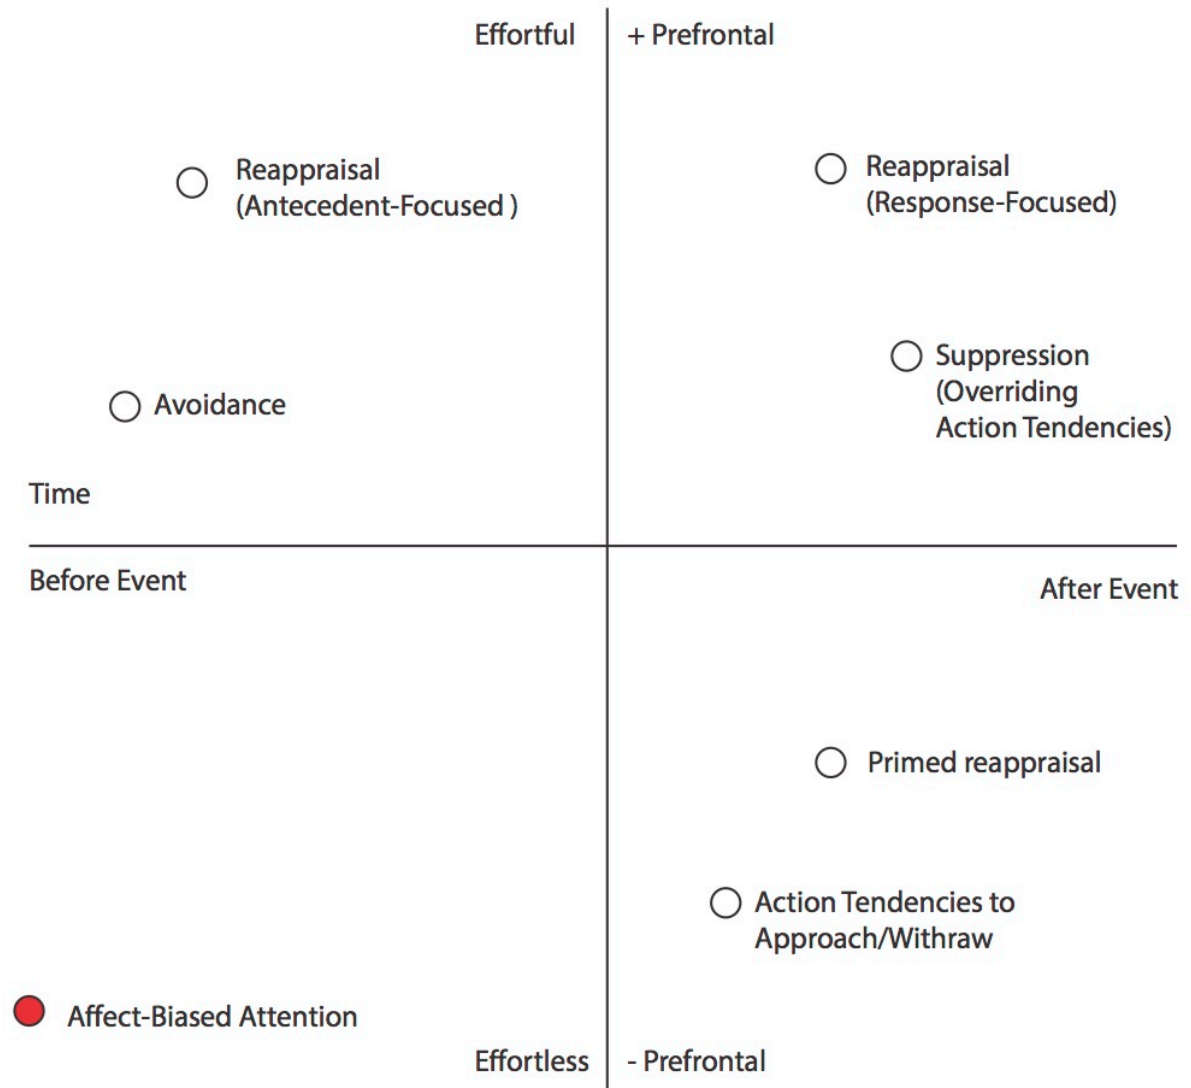 Effortful
+ Prefrontal
Reappraisal
(Antecedent-Focused )
Reappraisal
(Response-Focused)
Suppression
(Overriding
Action Tendencies)
Avoidance
Time
Before Event
After Event
Primed reappraisal
Action Tendencies to
Approach/Withraw
Affect-Biased Attention
Effortless
- Prefrontal